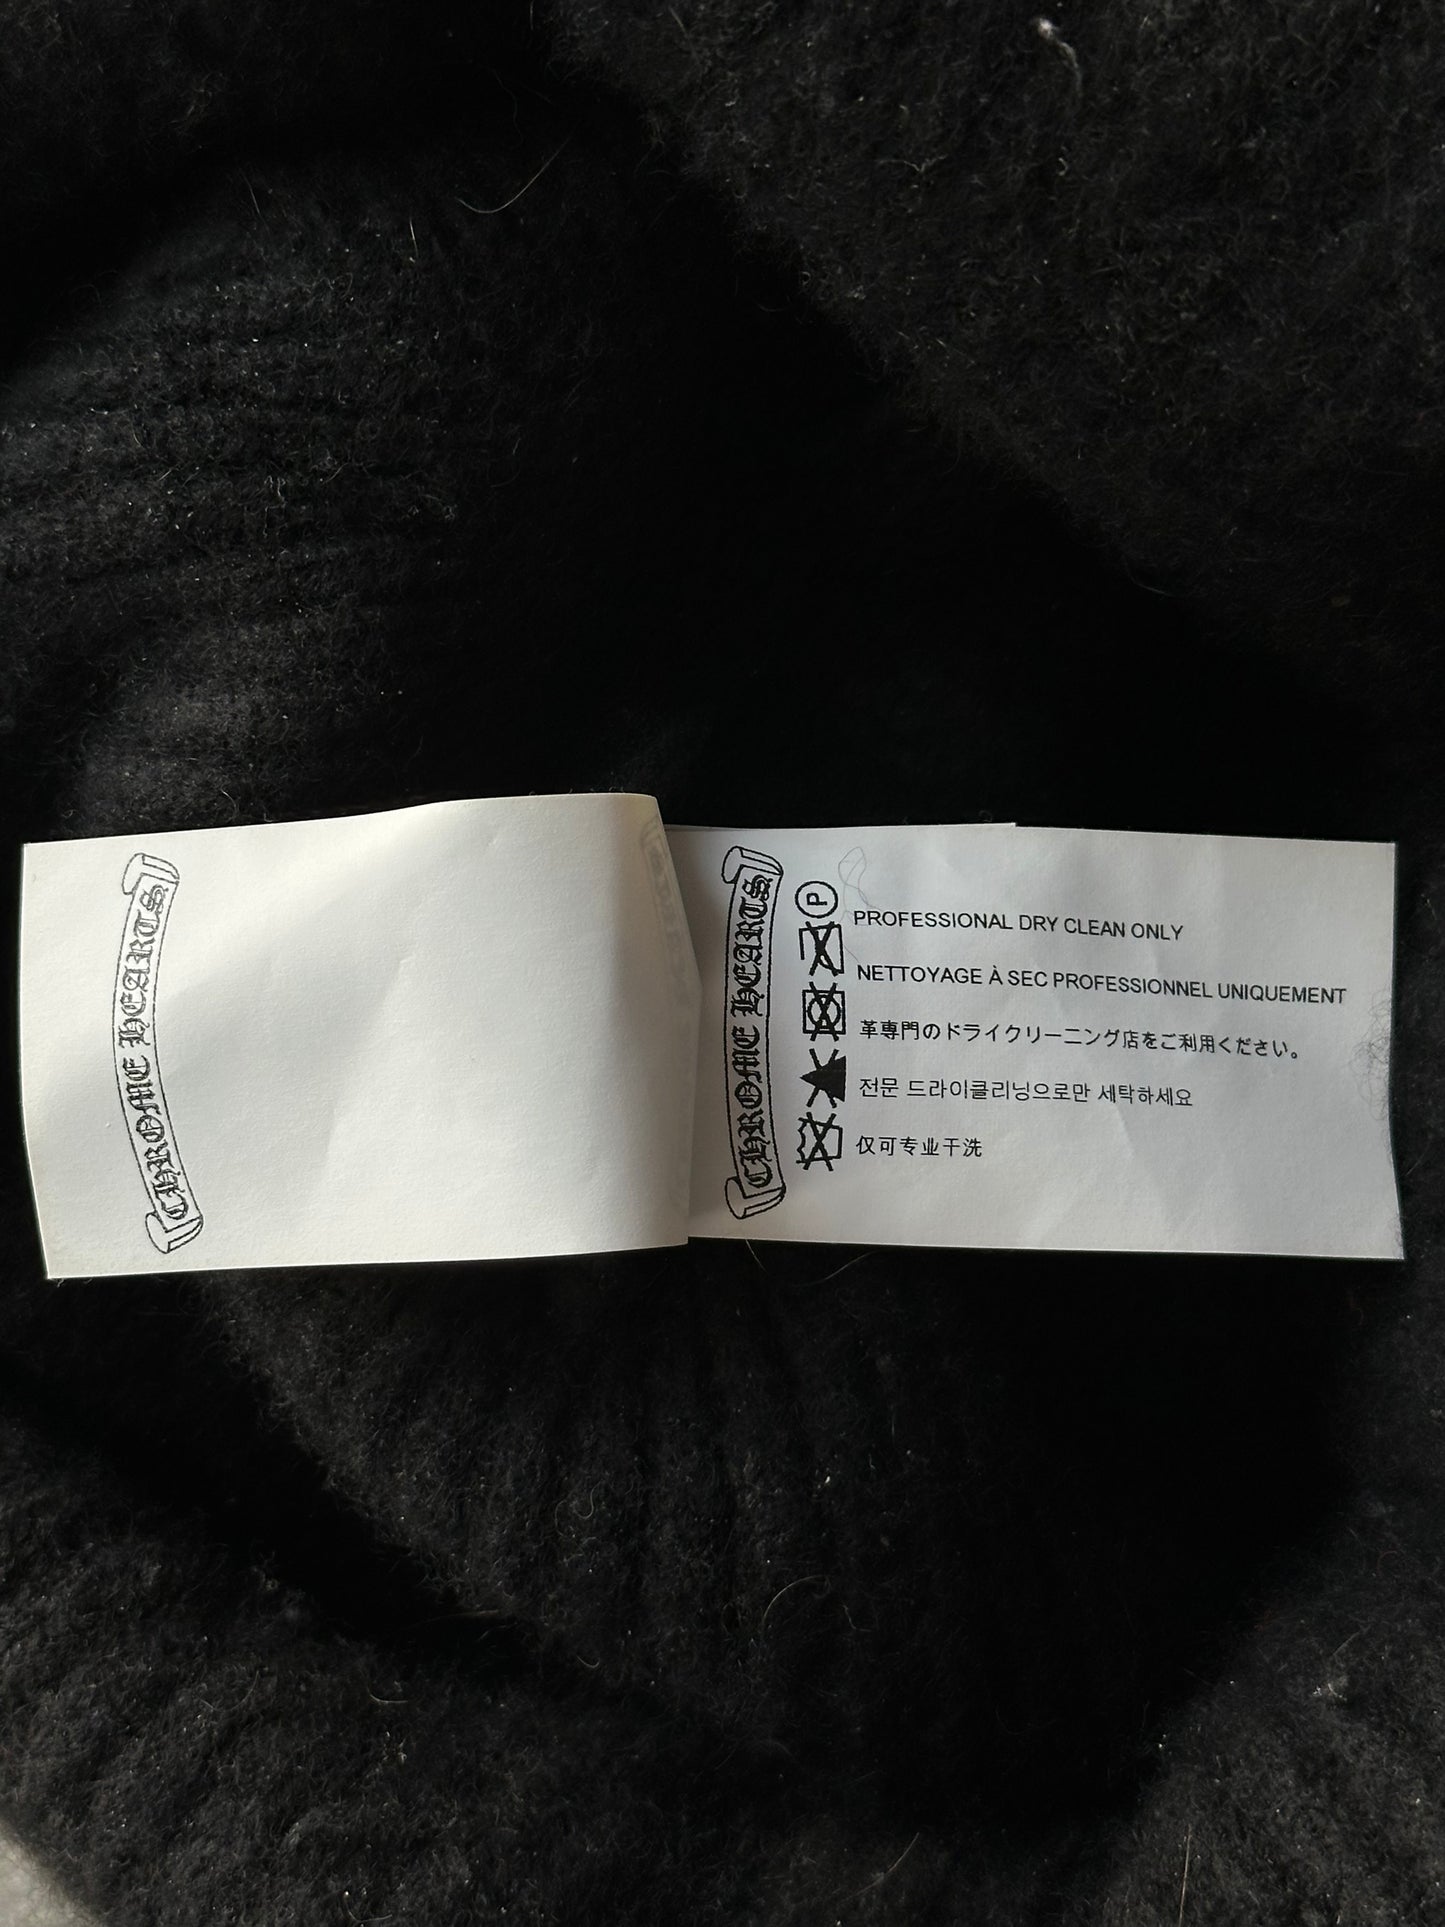 CHROME HEARTS
CHROME HEARTS
P
PROFESSIONAL DRY CLEAN ONLY
NETTOYAGE À SEC PROFESSIONNEL UNIQUEMENT
革専門のドライクリーニング店をご利用ください。
전문 드라이클리닝으로만 세탁하세요
仅可专业干洗